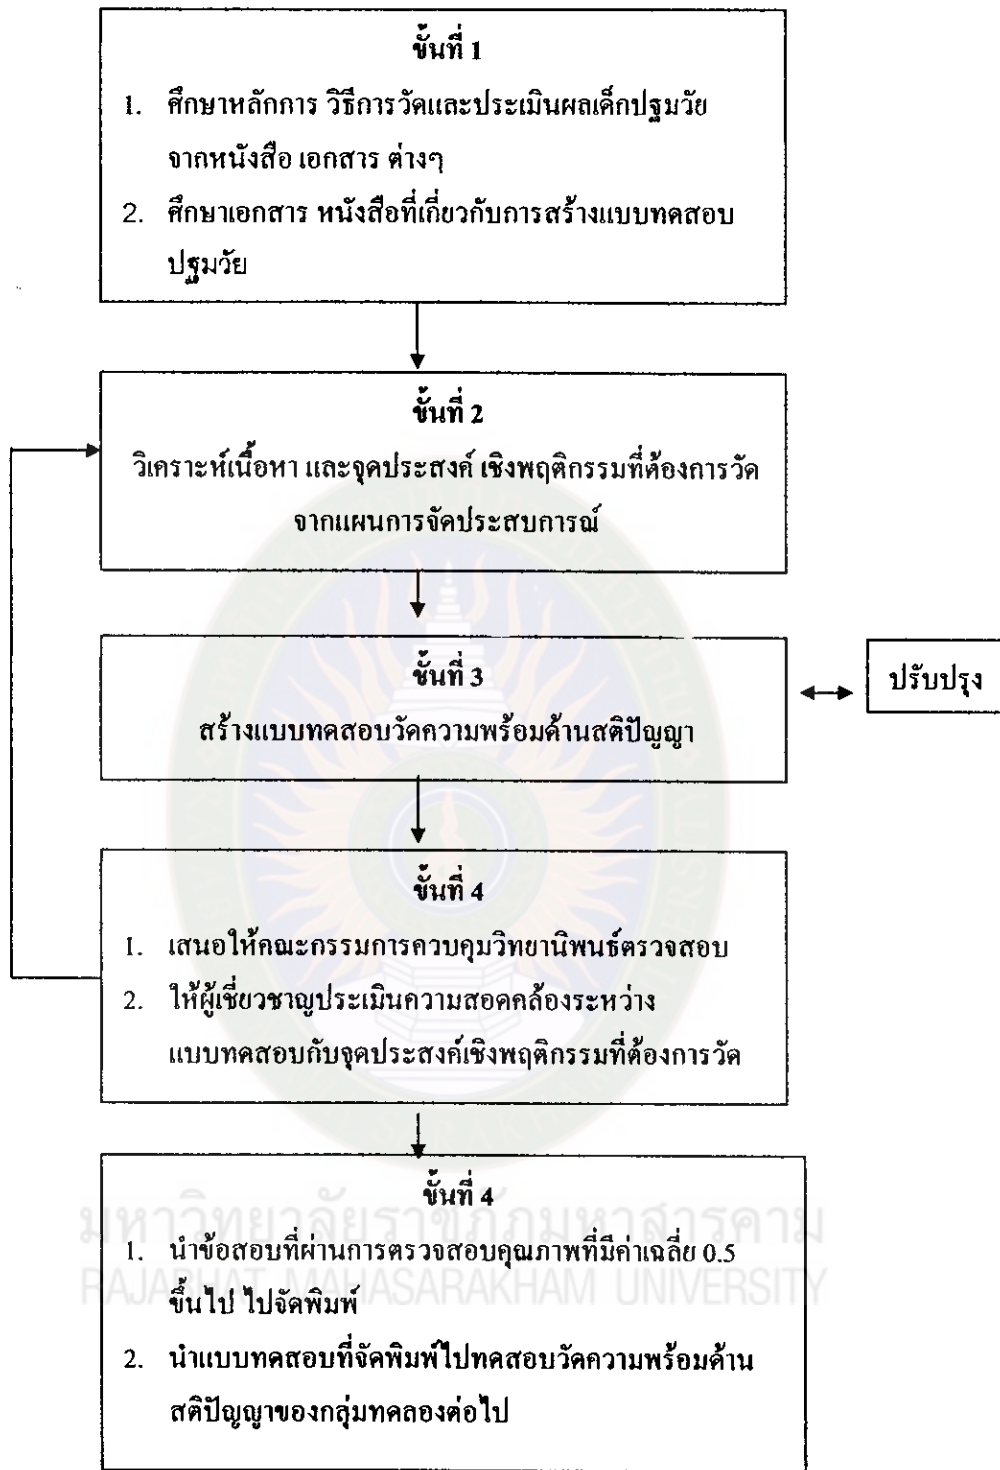 ขั้นที่ 1
1. ศึกษาหลักการ วิธีการวัดและประเมินผลเด็กปฐมวัย
จากหนังสือ เอกสาร ต่างๆ
2. ศึกษาเอกสาร หนังสือที่เกี่ยวกับการสร้างแบบทดสอบ
ปฐมวัย
ขั้นที่ 2
วิเคราะห์เนื้อหา และจุดประสงค์ เชิงพฤติกรรมที่ต้องการวัด
จากแผนการจัดประสบการณ์
ขั้นที่ 3
สร้างแบบทดสอบวัดความพร้อมด้านสติปัญญา
ปรับปรุง
ขั้นที่ 4
1. เสนอให้คณะกรรมการควบคุมวิทยานิพนธ์ตรวจสอบ
2. ให้ผู้เชี่ยวชาญประเมินความสอดคล้องระหว่าง
แบบทดสอบกับจุดประสงค์เชิงพฤติกรรมที่ต้องการวัด
ขั้นที่ 4
มหาวิทยาลัยราชภัฏมหาสารคาม
1. นำข้อสอบที่ผ่านการตรวจสอบคุณภาพที่มีค่าเฉลี่ย 0.5
RAJABHAT MAHASARAKHAM UNIVERSITY
ขึ้นไป ไปจัดพิมพ์
2. นำแบบทดสอบที่จัดพิมพ์ไปทดสอบวัดความพร้อมด้าน
สติปัญญาของกลุ่มทดลองต่อไป